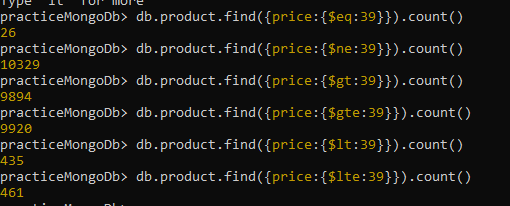 Type "it" for more
practiceMongoDb> db.product.find({price:{$eq:39}}).count()
26
practiceMongoDb> db.product.find({price:{$ne:39}}).count()
10329
practiceMongoDb> db.product.find({price:{$gt:39}}).count()
9894
practiceMongoDb> db.product.find({price:{$gte:39}}).count()
9920
practiceMongoDb> db.product.find({price:{$lt:39}}).count()
435
practiceMongoDb> db.product.find({price:{$lte:39}}).count()
461